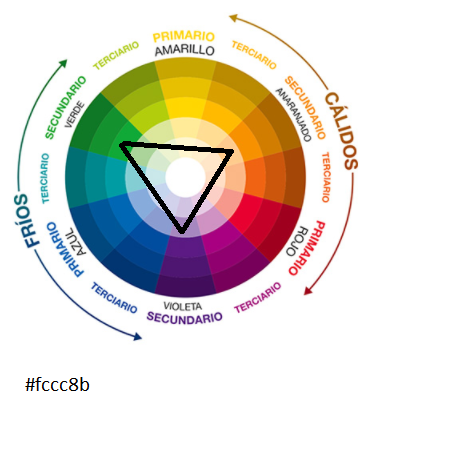 PRIMARIO
AMARILLO
TERCIARIO
TERCIARIO
SECUNDARIO
VERDE
SECUNDARIO
ANARANJADO
CÁLIDOS
TERCIARIO
TERCIARIO
FRÍOS
PRIMARIO
AZUL
ROJO
PRIMARIO
TERCIARIO
TERCIARIO
VIOLETA
SECUNDARIO
#fccc8b